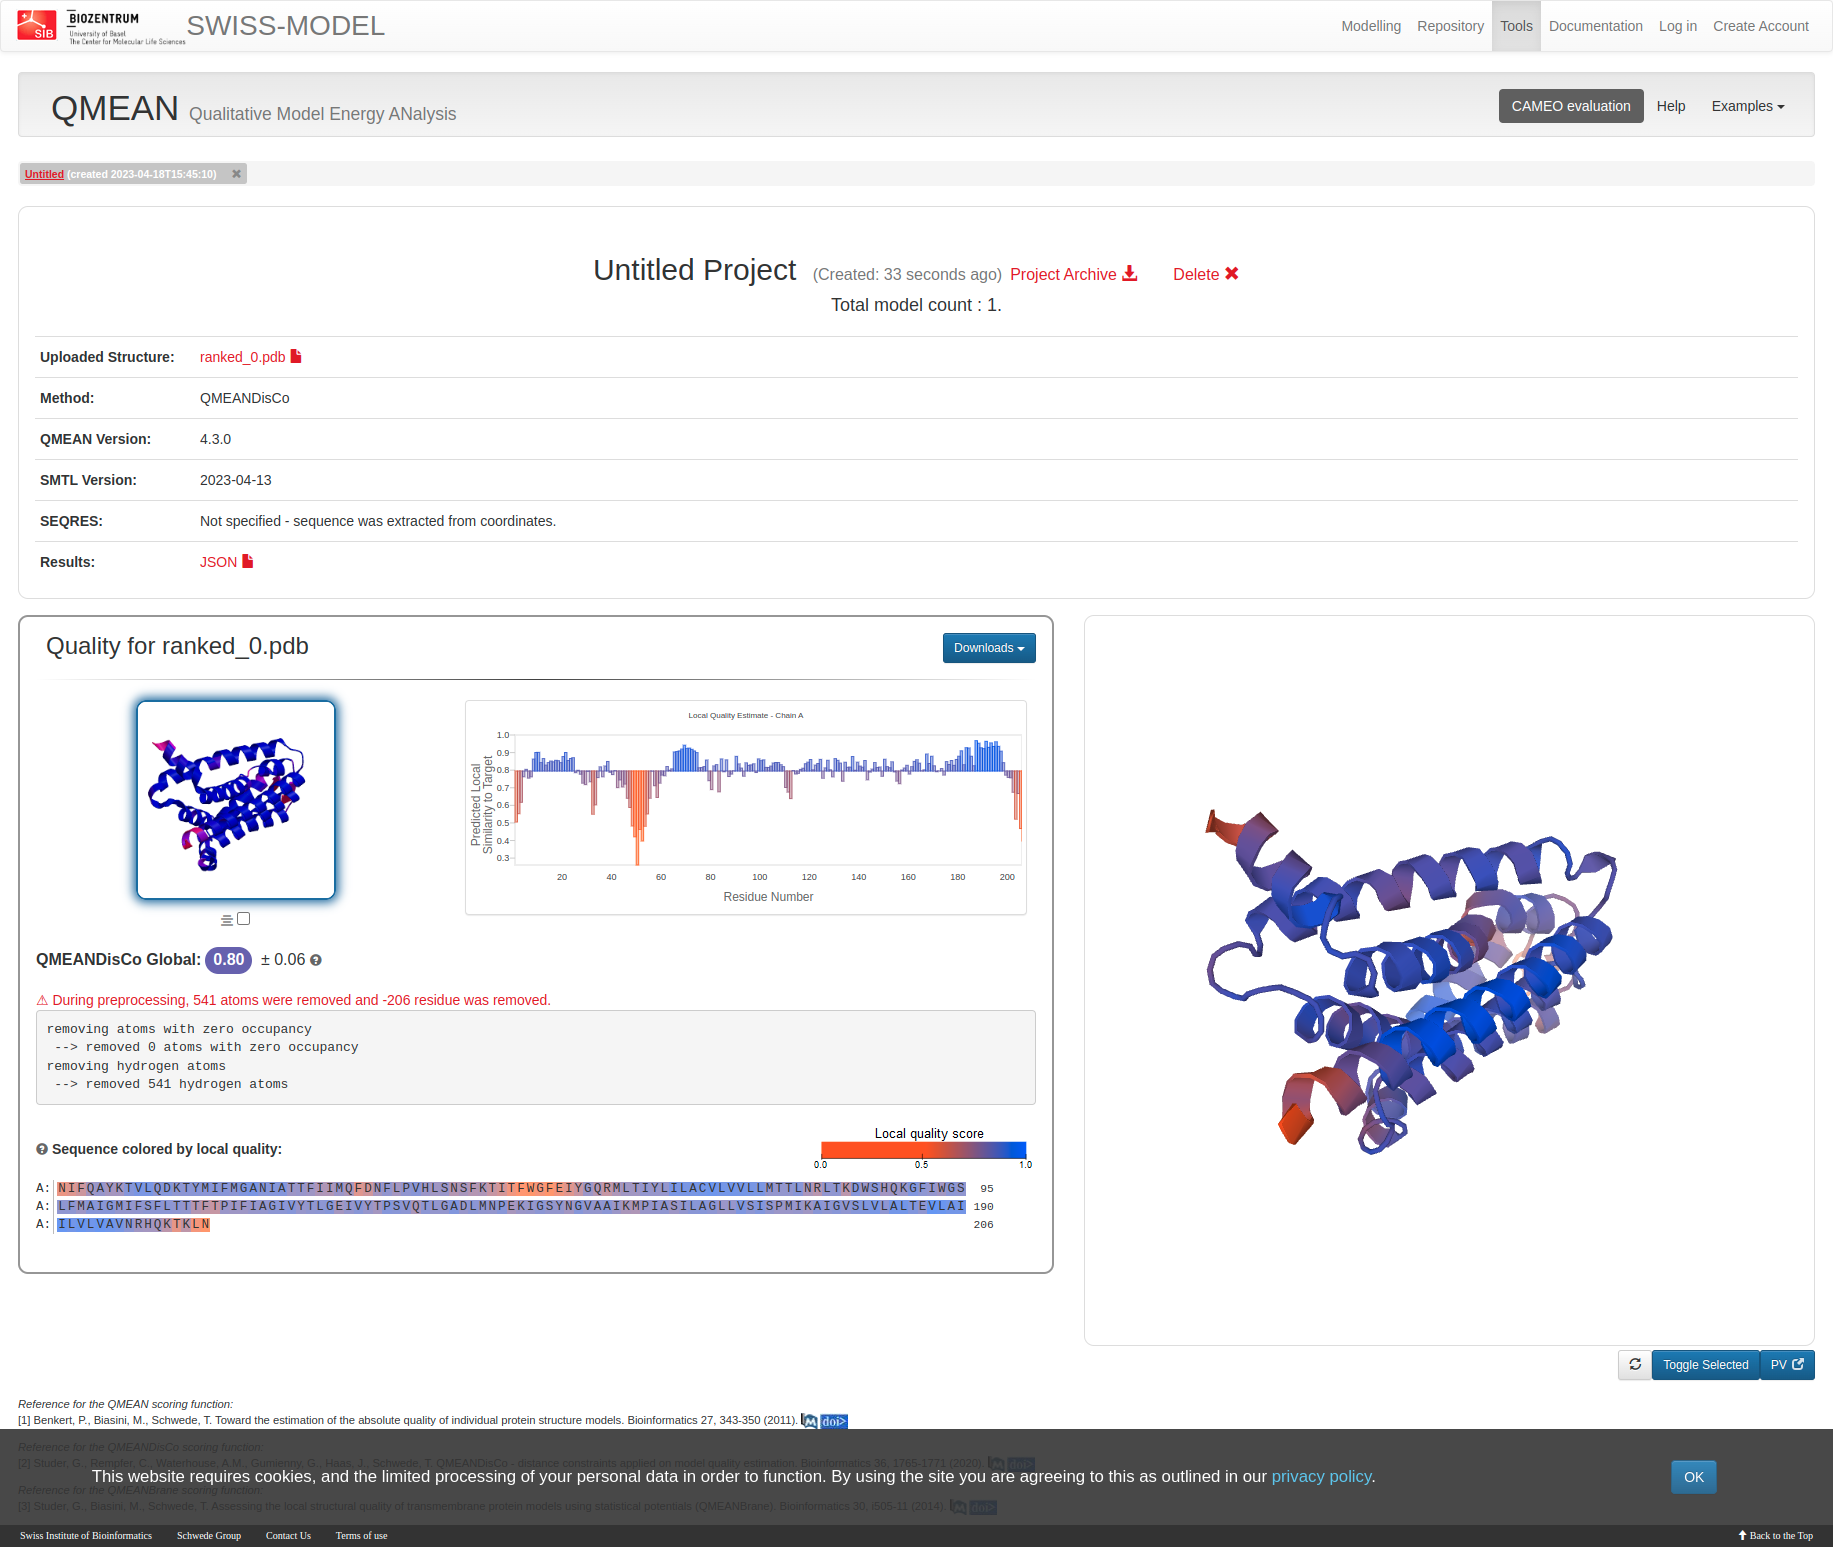 SIB
BIOZENTRUM
University of Basel
The Center for Molecular Life Sciences
SWISS-MODEL
Modelling Repository Tools Documentation Log in Create Account
QMEAN Qualitative Model Energy ANalysis
CAMEO evaluation Help Examples
Untitled (created 2023-04-18T15:45:10)
Untitled Project (Created: 33 seconds ago) Project Archive Delete
Total model count : 1.
Uploaded Structure: ranked_0.pdb
Method: QMEANDisCo
QMEAN Version: 4.3.0
SMTL Version: 2023-04-13
SEQRES: Not specified - sequence was extracted from coordinates.
Results: JSON
Quality for ranked_0.pdb
Downloads
Local Quality Estimate - Chain A
Predicted Local
Similarity to Target
1.0
0.9
0.8
0.7
0.6
0.5
0.4
0.3
20 40 60 80 100 120 140 160 180 200
Residue Number
QMEANDisCo Global: 0.80 ± 0.06
⚠ During preprocessing, 541 atoms were removed and -206 residue was removed.
removing atoms with zero occupancy
--> removed 0 atoms with zero occupancy
removing hydrogen atoms
--> removed 541 hydrogen atoms
Sequence colored by local quality:
Local quality score
0.0 0.5 1.0
A: NIFQAYKTVLQDKTYMIFMGANIATTFIIMQFDNFLPVHLSNSFKTITFWGFEIYGQRMLTIYLILACVLVVLLMTTLNRLTKDWSHQKGFIWGS 95
A: LFMAIGMIFSFLTTTFTPIFIAGIVYTLGEIVYTPSVQTLGADLMNPEKIGSYNGVAAIKMPIASILAGLLVSISPMIKAIGVSLVLALTEVLAI 190
A: ILVLVAVNRHQKTKLN 206
Toggle Selected PV
Reference for the QMEAN scoring function:
[1] Benkert, P., Biasini, M., Schwede, T. Toward the estimation of the absolute quality of individual protein structure models. Bioinformatics 27, 343-350 (2011). M doi>
Reference for the QMEANDisCo scoring function:
[2] Studer, G., Rempfer, C., Waterhouse, A.M., Gumienny, G., Haas, J., Schwede, T. QMEANDisCo - distance constraints applied on model quality estimation. Bioinformatics 36, 1765-1771 (2020). M doi>
This website requires cookies, and the limited processing of your personal data in order to function. By using the site you are agreeing to this as outlined in our privacy policy.
OK
Reference for the QMEANBrane scoring function:
[3] Studer, G., Biasini, M., Schwede, T. Assessing the local structural quality of transmembrane protein models using statistical potentials (QMEANBrane). Bioinformatics 30, i505-11 (2014). M doi>
Swiss Institute of Bioinformatics Schwede Group Contact Us Terms of use
Back to the Top